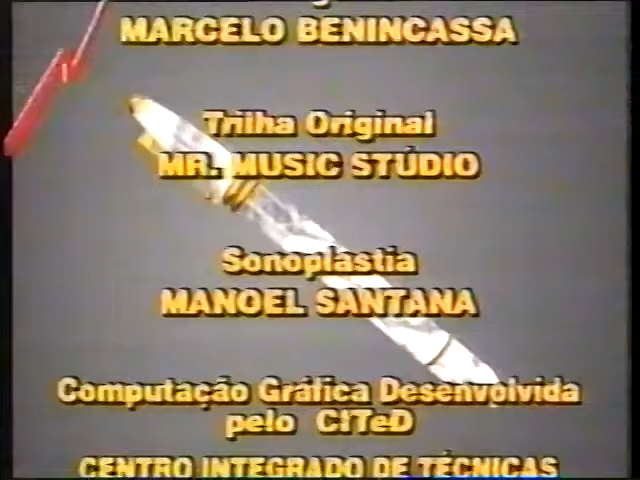 MARCELO BENINCASSA
Trilha Original
MR. MUSIC STÚDIO
Sonoplastia
MANOEL SANTANA
Computação Gráfica Desenvolvida
pelo CITeD
CENTRO INTEGRADO DE TÉCNICAS